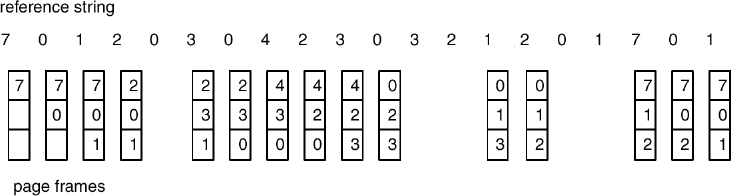 reference string
7 0 1 2 0 3 0 4 2 3 0 3 2 1 2 0 1 7 0 1
7 7 7 2 2 2 4 4 4 0 0 0 7 7 7
0 0 0 3 3 3 2 2 2 1 1 1 0 0
1 1 1 0 0 0 3 3 3 2 2 2 1
page frames